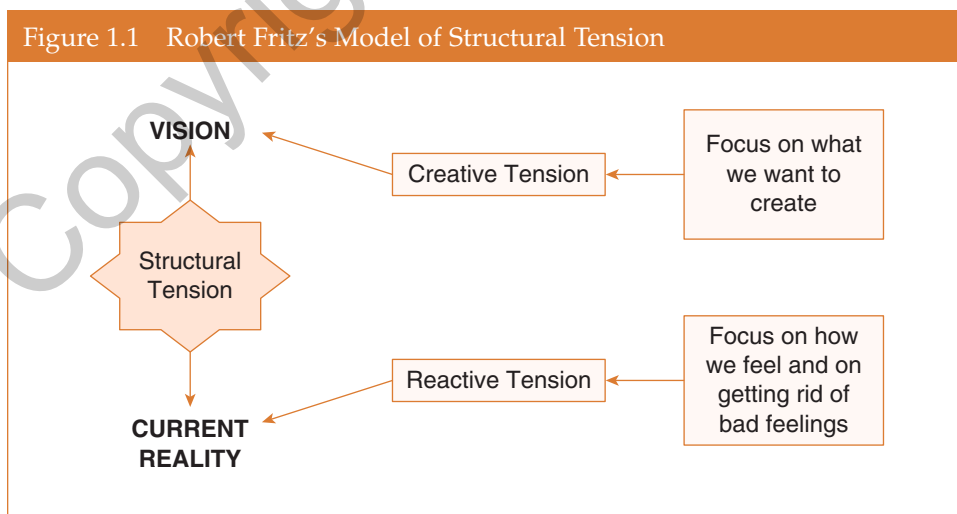 Figure 1.1 Robert Fritz's Model of Structural Tension
VISION
Creative Tension
Focus on what
we want to
create
Structural
Tension
Reactive Tension
Focus on how
we feel and on
getting rid of
bad feelings
CURRENT
REALITY